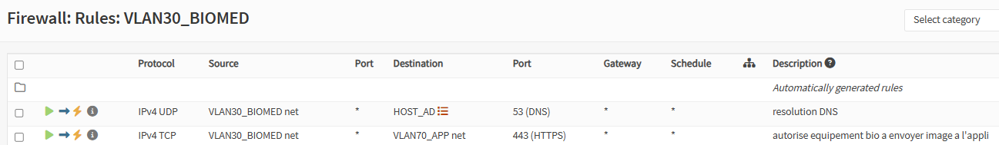 Firewall: Rules: VLAN30_BIOMED
Select category
Protocol Source Port Destination Port Gateway Schedule Description
Automatically generated rules
IPv4 UDP VLAN30_BIOMED net * HOST_AD 53 (DNS) * * resolution DNS
IPv4 TCP VLAN30_BIOMED net * VLAN70_APP net 443 (HTTPS) * * autorise equipement bio a envoyer image a l'appli